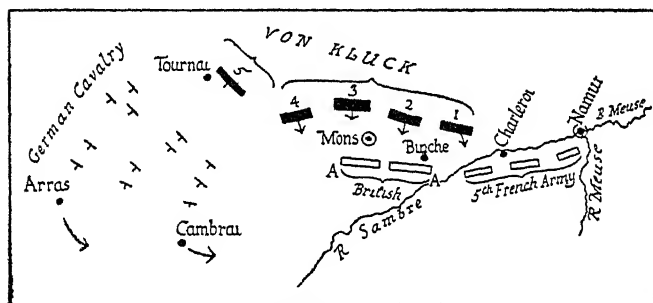 VON KLUCK
German Cavalry
Tournai
5
4
3
2
1
Mons
Binche
Charleroi
Namur
R Meuse
R Meuse
A
A
British
5th French Army
R Sambre
Arras
Cambrai